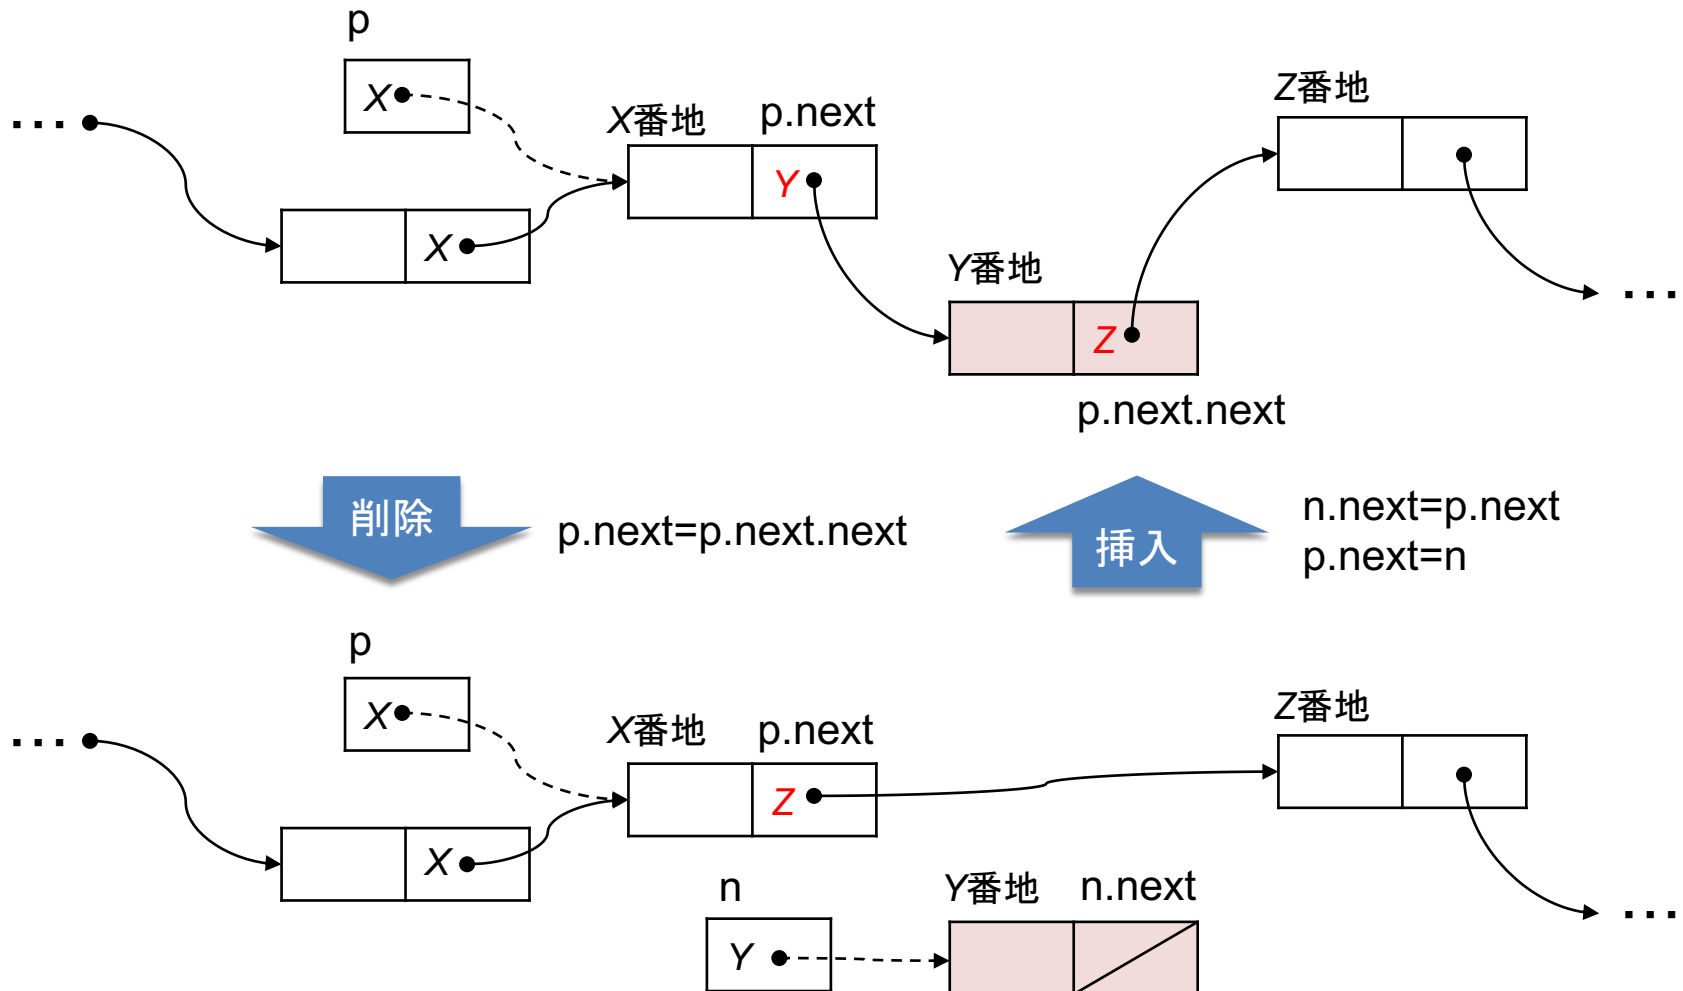 p
X
X番地 p.next
Z番地
…
Y
X
Y番地
…
Z
p.next.next
削除
p.next=p.next.next
挿入
n.next=p.next
p.next=n
p
X
X番地 p.next
Z番地
…
Z
X
n
Y番地 n.next
…
Y